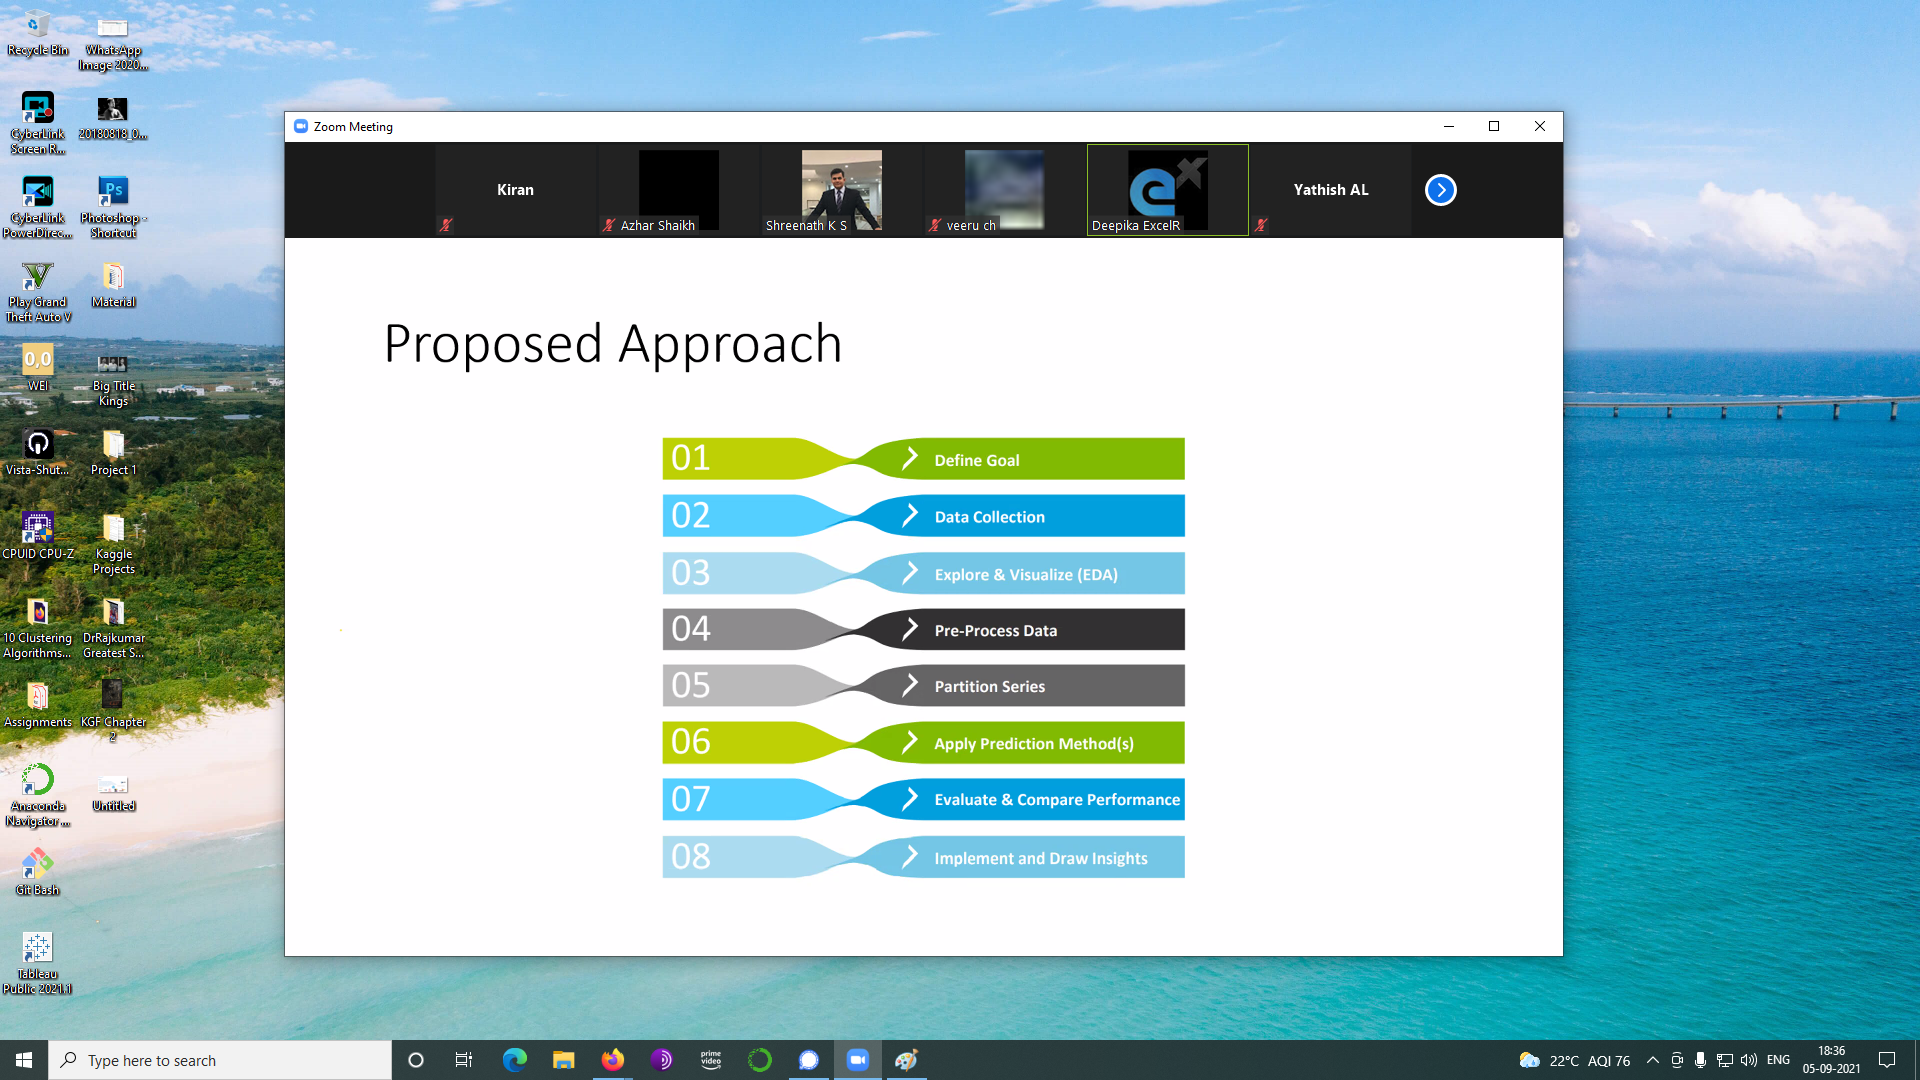 Recycle Bin
WhatsApp
Image 2020...
CyberLink
Screen R...
20180818_0...
CyberLink
PowerDirec...
Ps
Photoshop -
Shortcut
Play Grand
Theft Auto V
Material
0,0
WEI
Big Title
Kings
Vista-Shut...
Project 1
CPUID CPU-Z
Kaggle
Projects
10 Clustering
Algorithms...
DrRajkumar
Greatest S...
Assignments
KGF Chapter
2
Anaconda
Navigator ...
Untitled
Git Bash
Tableau
Public 2021.1
Zoom Meeting
Kiran
Azhar Shaikh
Shreenath K S
veeru ch
Deepika ExcelR
Yathish AL
Proposed Approach
01 Define Goal
02 Data Collection
03 Explore & Visualize (EDA)
04 Pre-Process Data
05 Partition Series
06 Apply Prediction Method(s)
07 Evaluate & Compare Performance
08 Implement and Draw Insights
Type here to search
prime
video
22°C AQI 76
ENG
18:36
05-09-2021